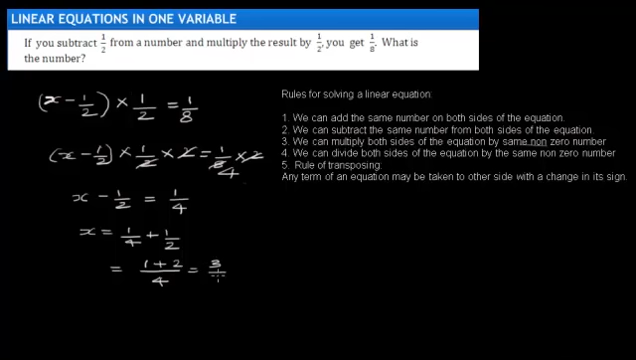 LINEAR EQUATIONS IN ONE VARIABLE
If you subtract 1/2 from a number and multiply the result by 1/2, you get 1/8. What is
the number?
(x - 1/2) × 1/2 = 1/8
(x - 1/2) × 1/2 × 2 = 1/8 4 × 2
x - 1/2 = 1/4
x = 1/4 + 1/2
= (1 + 2)/4 = 3/
Rules for solving a linear equation:
1. We can add the same number on both sides of the equation.
2. We can subtract the same number from both sides of the equation.
3. We can multiply both sides of the equation by same non zero number
4. We can divide both sides of the equation by the same non zero number
5. Rule of transposing:
Any term of an equation may be taken to other side with a change in its sign.